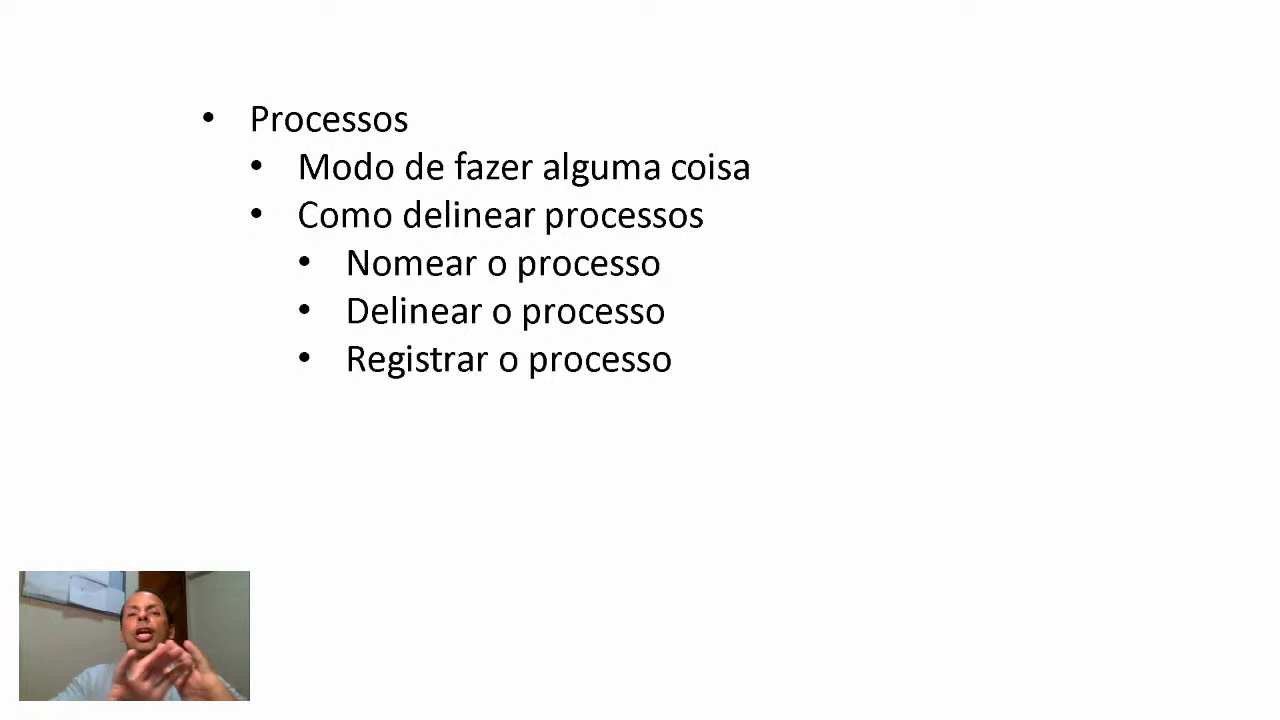 • Processos
• Modo de fazer alguma coisa
• Como delinear processos
• Nomear o processo
• Delinear o processo
• Registrar o processo